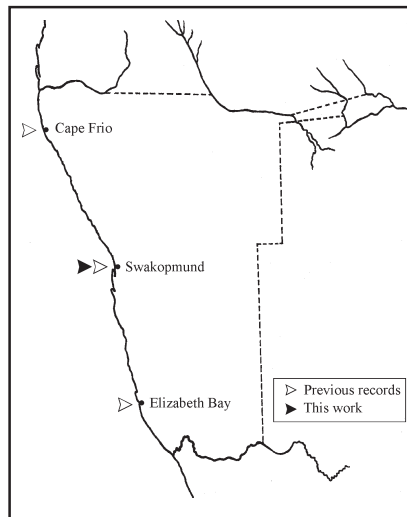 Cape Frio
Swakopmund
Elizabeth Bay
Previous records
This work